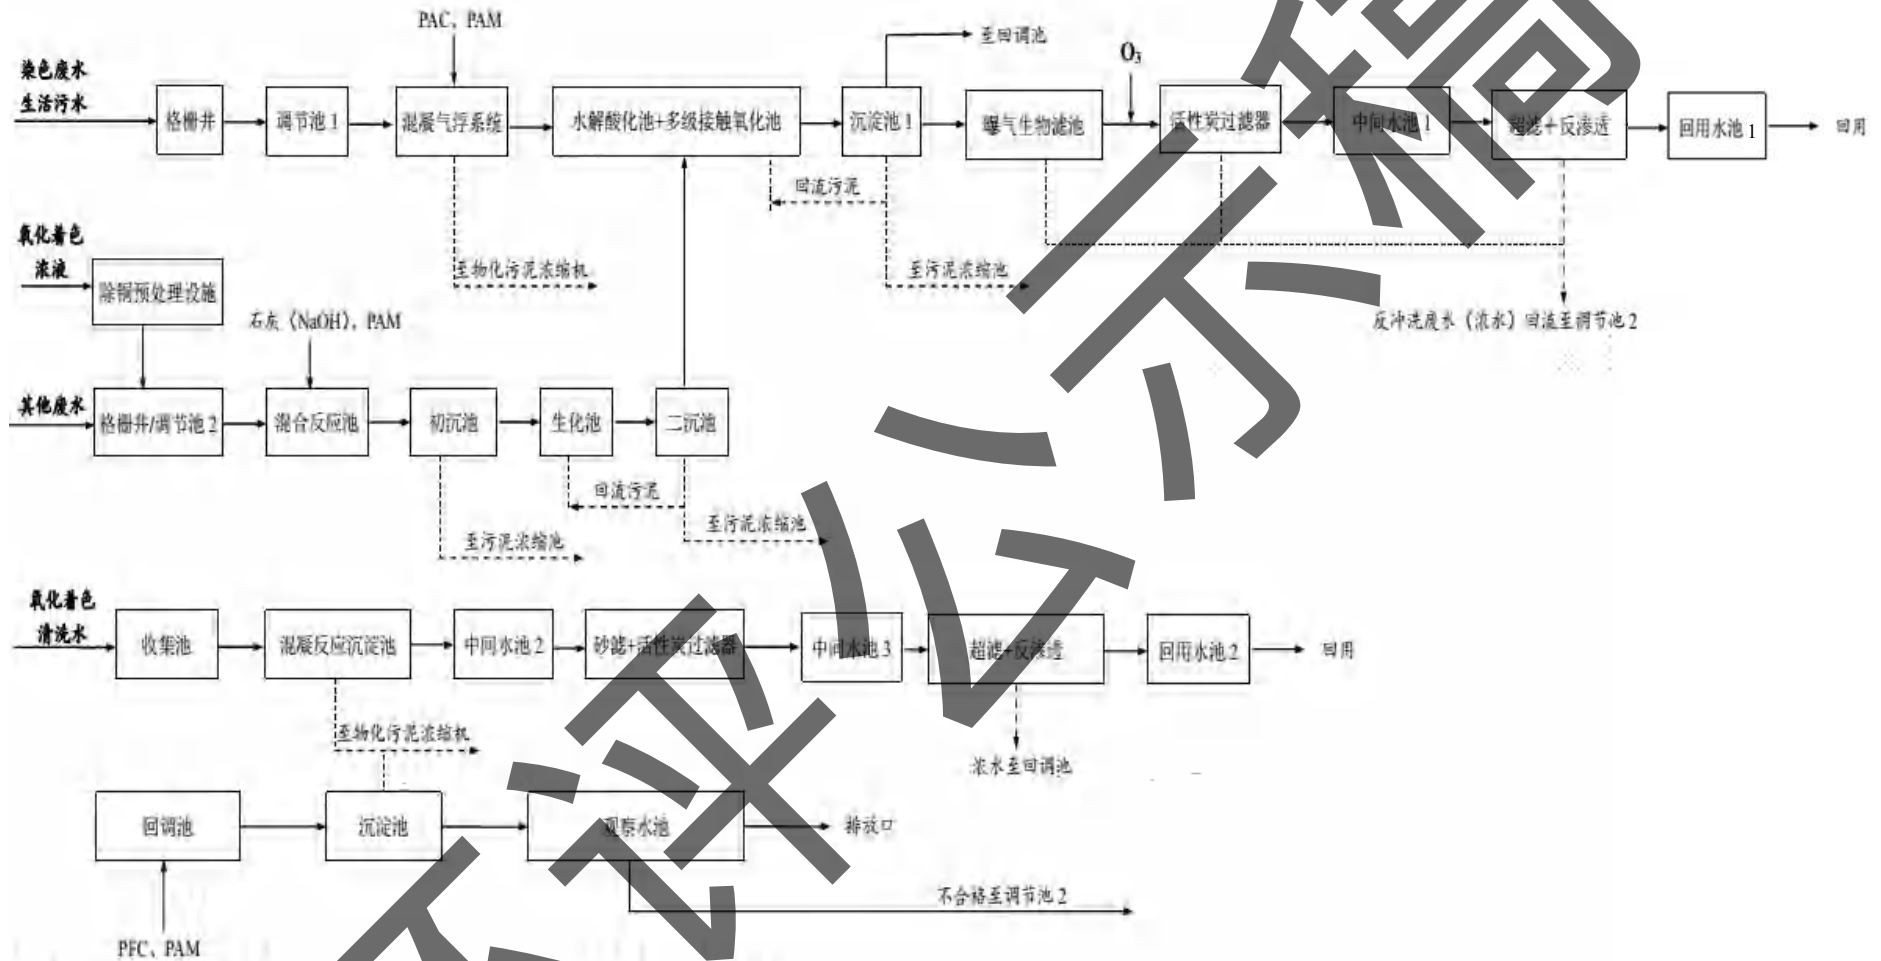 PAC、PAM
至回调池
O₃
染色废水
生活污水
格栅井
调节池 1
混凝气浮系统
水解酸化池+多级接触氧化池
沉淀池 1
曝气生物滤池
活性炭过滤器
中间水池 1
超滤+反渗透
回用水池 1
回用
回流污泥
氧化着色
浓液
除铜预处理设施
至物化污泥浓缩机
至污泥浓缩池
石灰（NaOH），PAM
反冲洗废水（浓水）回流至调节池 2
其他废水
格栅井/调节池 2
混合反应池
初沉池
生化池
二沉池
回流污泥
至污泥浓缩池
至污泥浓缩池
氧化着色
清洗水
收集池
混凝反应沉淀池
中间水池 2
砂滤+活性炭过滤器
中间水池 3
超滤+反渗透
回用水池 2
回用
至物化污泥浓缩机
浓水至回调池
回调池
沉淀池
观察水池
排放口
不合格至调节池 2
PFC、PAM
环评公示稿